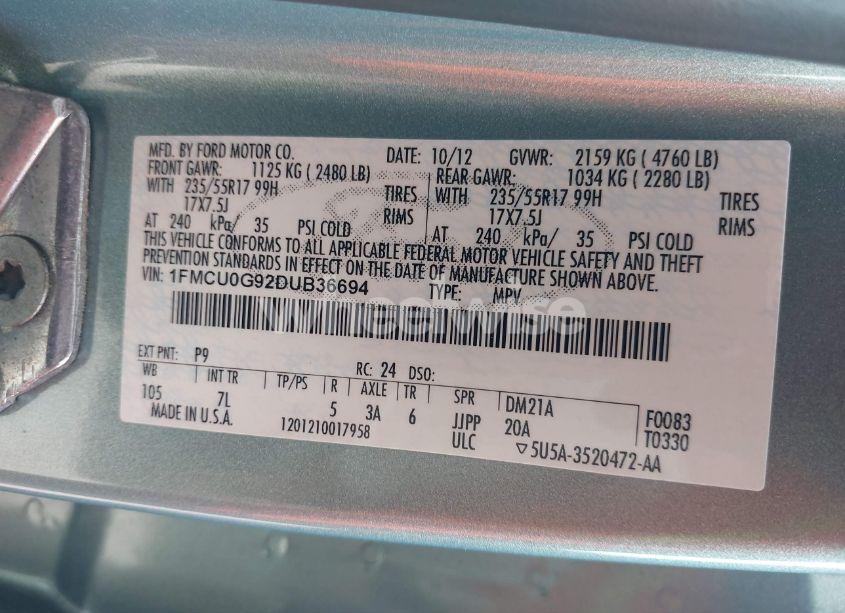 MFD. BY FORD MOTOR CO. DATE: 10/12 GVWR: 2159 KG ( 4760 LB)
FRONT GAWR: 1125 KG ( 2480 LB) REAR GAWR: 1034 KG ( 2280 LB)
WITH 235/55R17 99H TIRES WITH 235/55R17 99H TIRES
17X7.5J RIMS 17X7.5J RIMS
AT 240 kPa/ 35 PSI COLD AT 240 kPa/ 35 PSI COLD
THIS VEHICLE CONFORMS TO ALL APPLICABLE FEDERAL MOTOR VEHICLE SAFETY AND THEFT
PREVENTION STANDARDS IN EFFECT ON THE DATE OF MANUFACTURE SHOWN ABOVE.
VIN: 1FMCU0G92DUB36694 TYPE: MPV
Wheelwise
EXT PNT: P9 RC: 24 DSO:
WB INT TR TP/PS R AXLE TR SPR DM21A F0083
105 7L 5 3A 6 JJPP 20A T0330
MADE IN U.S.A. 1201210017958 ULC ▽5U5A-3520472-AA